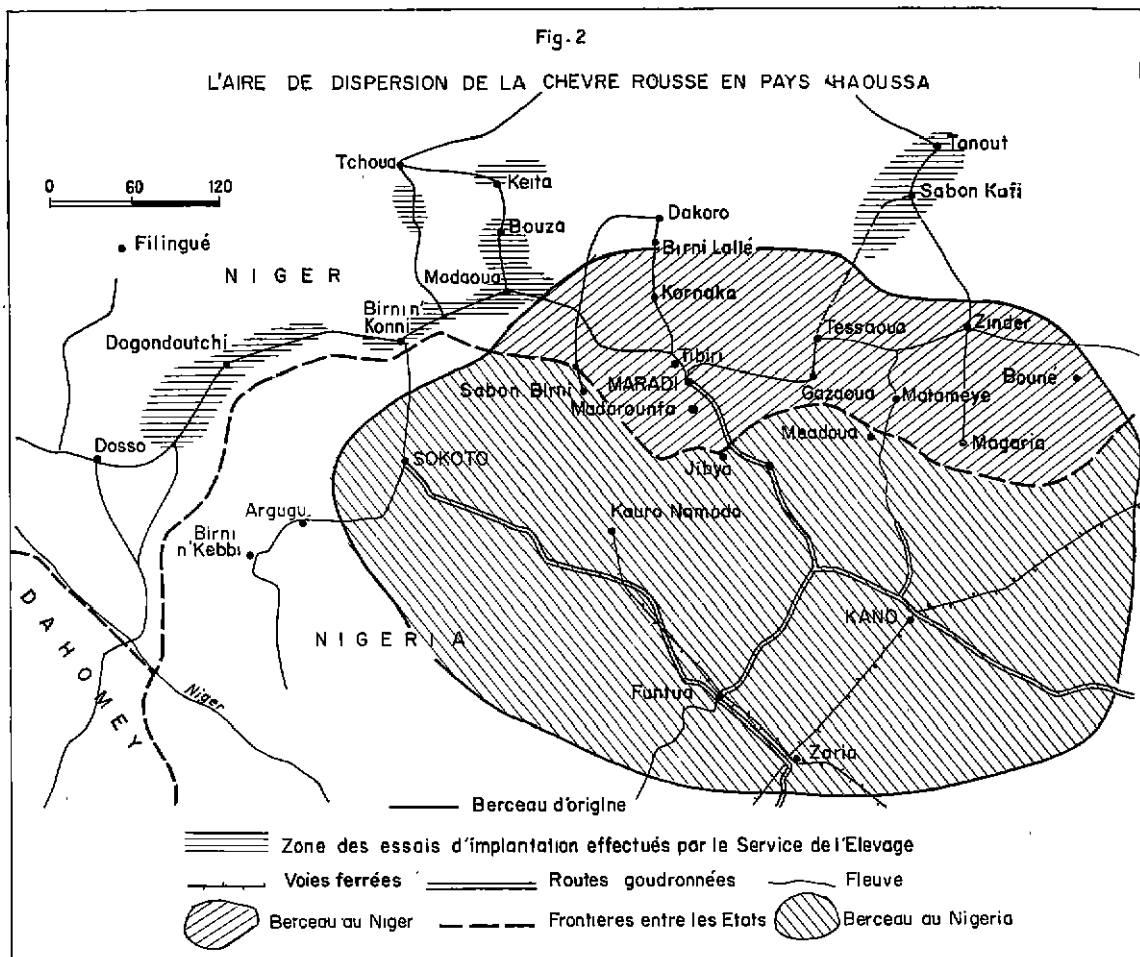 Fig-2
L'AIRE DE DISPERSION DE LA CHEVRE ROUSSE EN PAYS HAOUSSA
Tanout
Tchoua
Keita
Sabon Kafi
0 60 120
Dakoro
Bouza
Filingué
Birni Lallé
NIGER
Madaoua
Kornaka
Birni n'
Konni
Zinder
Tessaoua
Dogondoutchi
Tibiri
MARADI
Bouné
Sabon Birni
Gazaoua
Matameye
Madarounfa
Meadoua
Magaria
Dosso
SOKOTO
Jibya
Argugu
Kaura Namoda
Birni
n'Kebbi
DAHOMEY
NIGERIA
KANO
Niger
Funtua
Zaria
Berceau d'origine
Zone des essais d'implantation effectués par le Service de l'Elevage
Voies ferrées Routes goudronnées Fleuve
Berceau au Niger Frontières entre les Etats Berceau au Nigeria